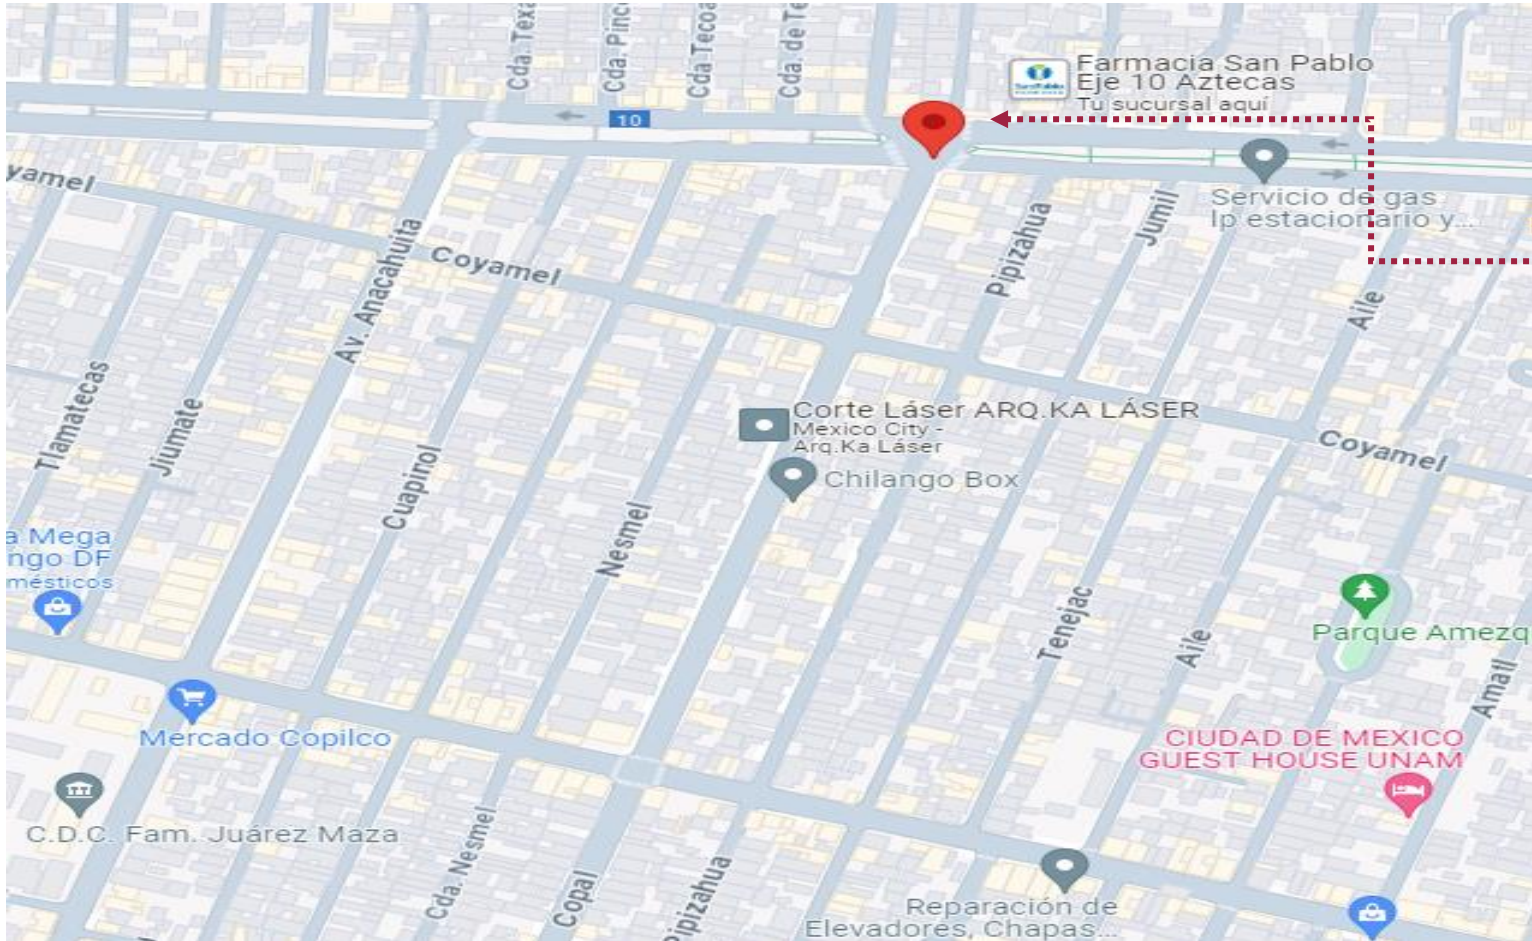 Cda. Texa
Cda. Pinc
Cda Tecoa
Cda. de Te
Farmacia San Pablo
Eje 10 Aztecas
Tu sucursal aquí
10
yamel
Servicio de gas
lp estacionario y...
Pipizahua
Jumil
Av. Anacahuita
Coyamel
Aile
Tlamatecas
Jiumate
Corte Láser ARQ.KA LÁSER
Mexico City -
Arq.Ka Láser
Chilango Box
Coyamel
Cuapinol
Nesmel
a Mega
ngo DF
mésticos
Tenejac
Aile
Parque Amezq
Amatl
Mercado Copilco
CIUDAD DE MEXICO
GUEST HOUSE UNAM
C.D.C. Fam. Juárez Maza
Cda. Nesmel
Copal
Pipizahua
Reparación de
Elevadores, Chapas...